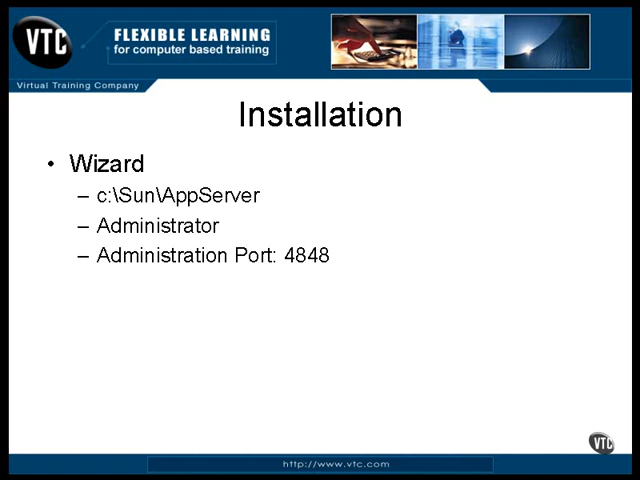 VTC
FLEXIBLE LEARNING
for computer based training
Virtual Training Company
Installation
• Wizard
– c:\Sun\AppServer
– Administrator
– Administration Port: 4848
VTC
http://www.vtc.com